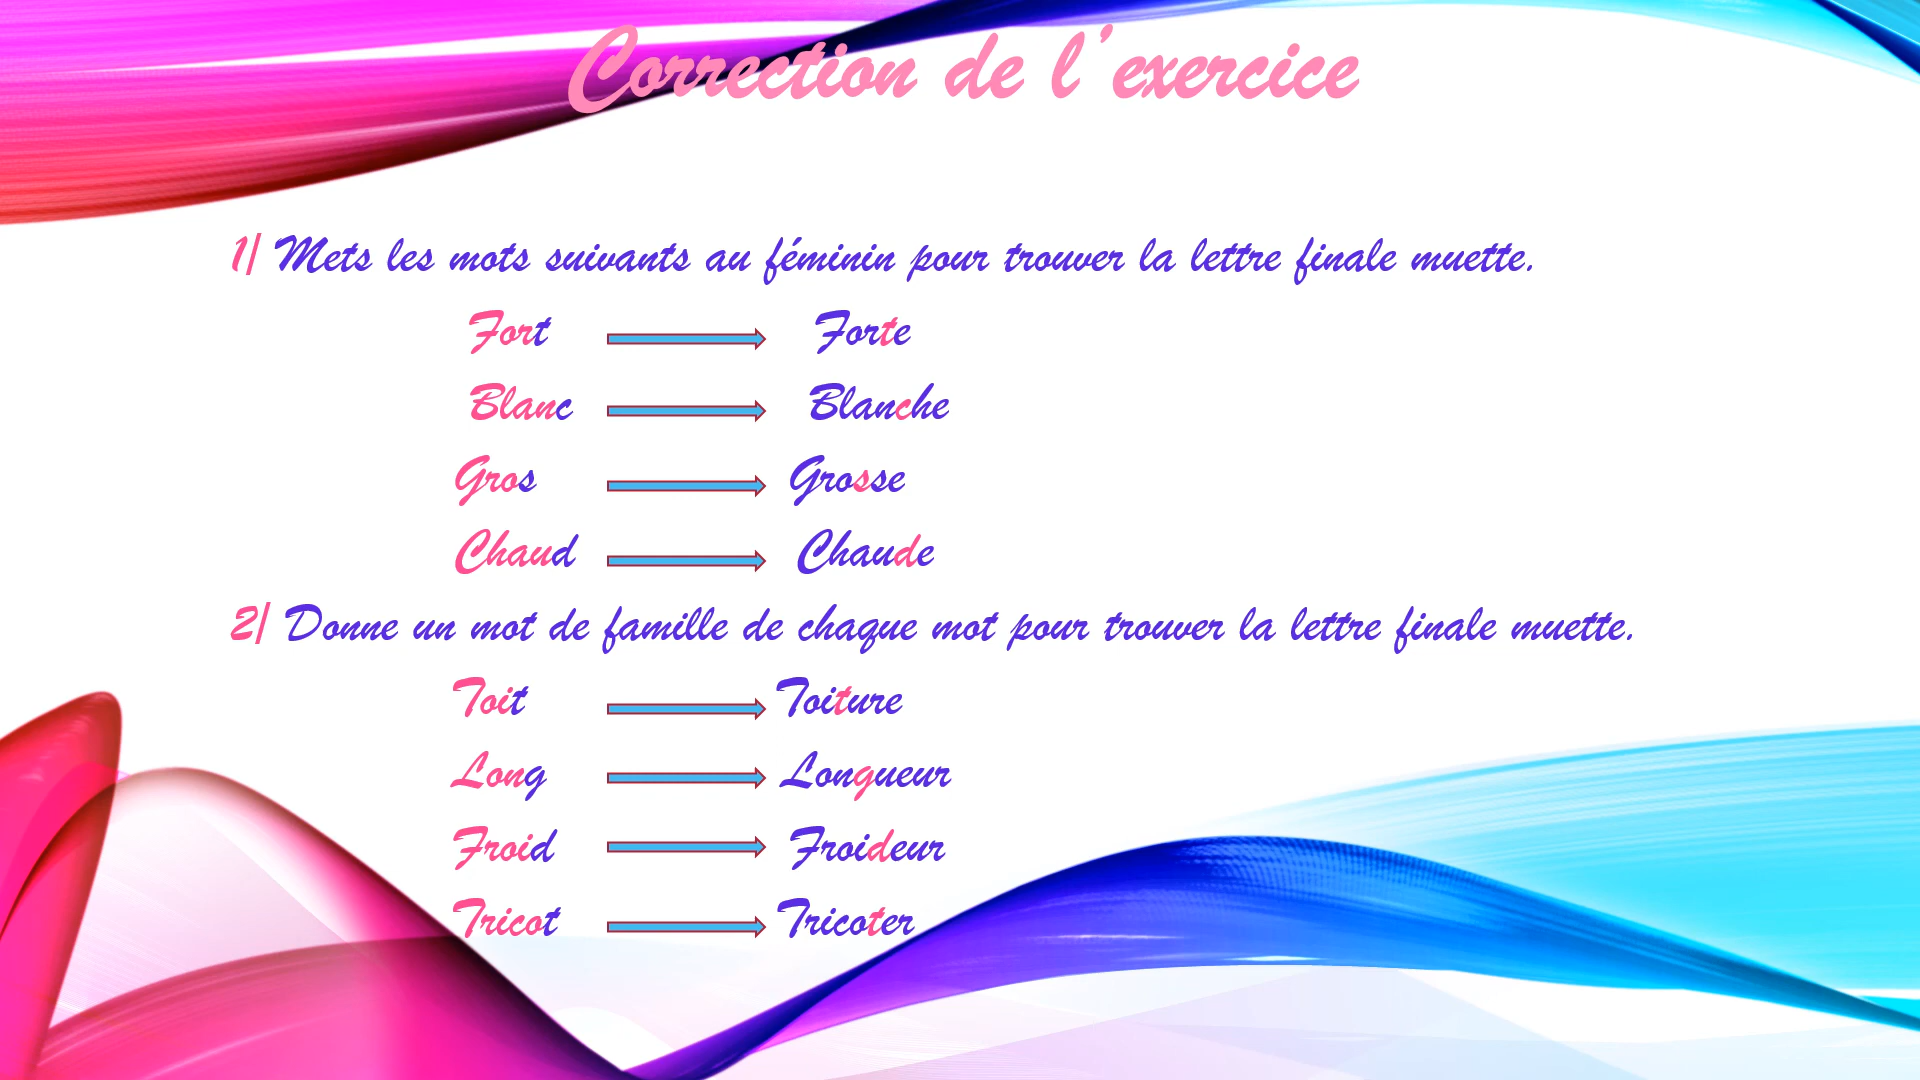 Correction de l'exercice
1/ Mets les mots suivants au féminin pour trouver la lettre finale muette.
Fort Forte
Blanc Blanche
Gros Grosse
Chaud Chaude
2/ Donne un mot de famille de chaque mot pour trouver la lettre finale muette.
Toit Toiture
Long Longueur
Froid Froideur
Tricot Tricoter